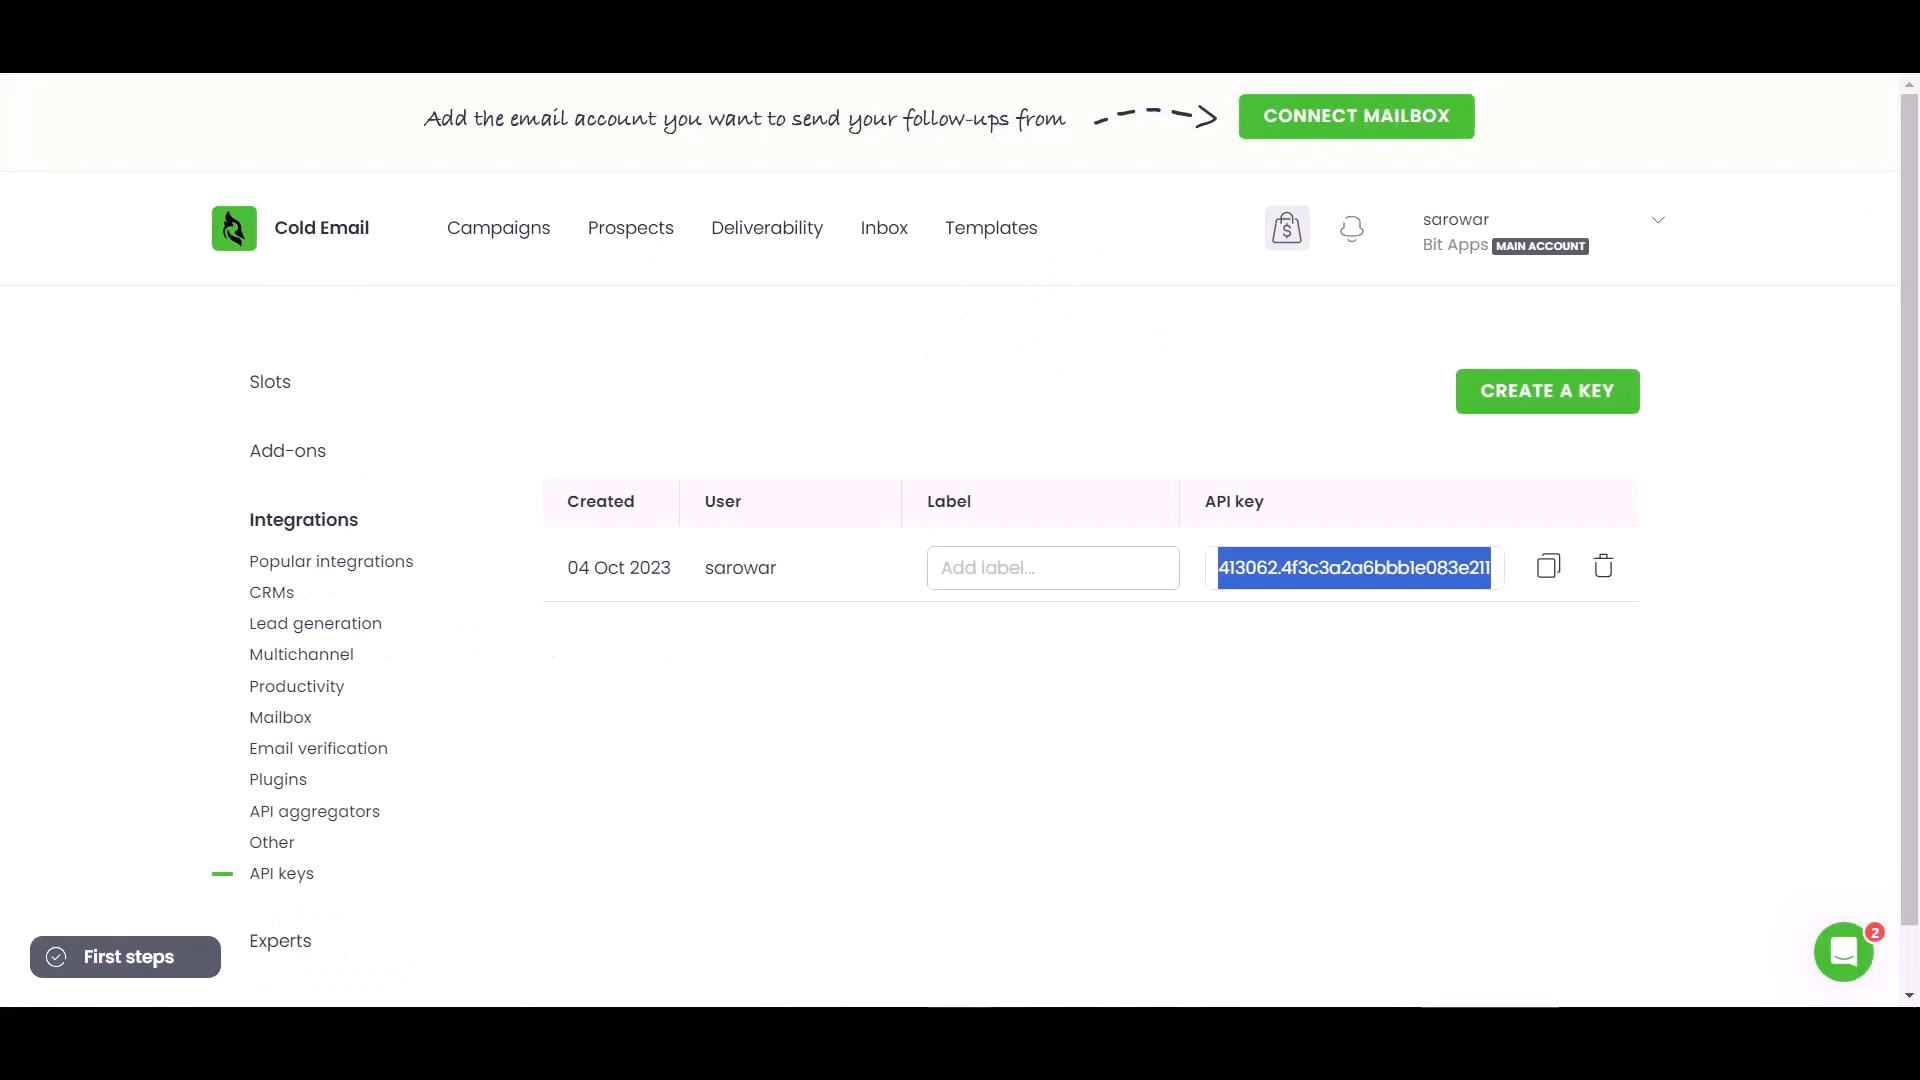 Add the email account you want to send your follow-ups from
CONNECT MAILBOX
Cold Email
Campaigns
Prospects
Deliverability
Inbox
Templates
$
sarowar
Bit Apps MAIN ACCOUNT
Slots
CREATE A KEY
Add-ons
Created
User
Label
API key
Integrations
04 Oct 2023
sarowar
Add label...
413062.4f3c3a2a6bbb1e083e211
Popular integrations
CRMs
Lead generation
Multichannel
Productivity
Mailbox
Email verification
Plugins
API aggregators
Other
API keys
Experts
First steps
2